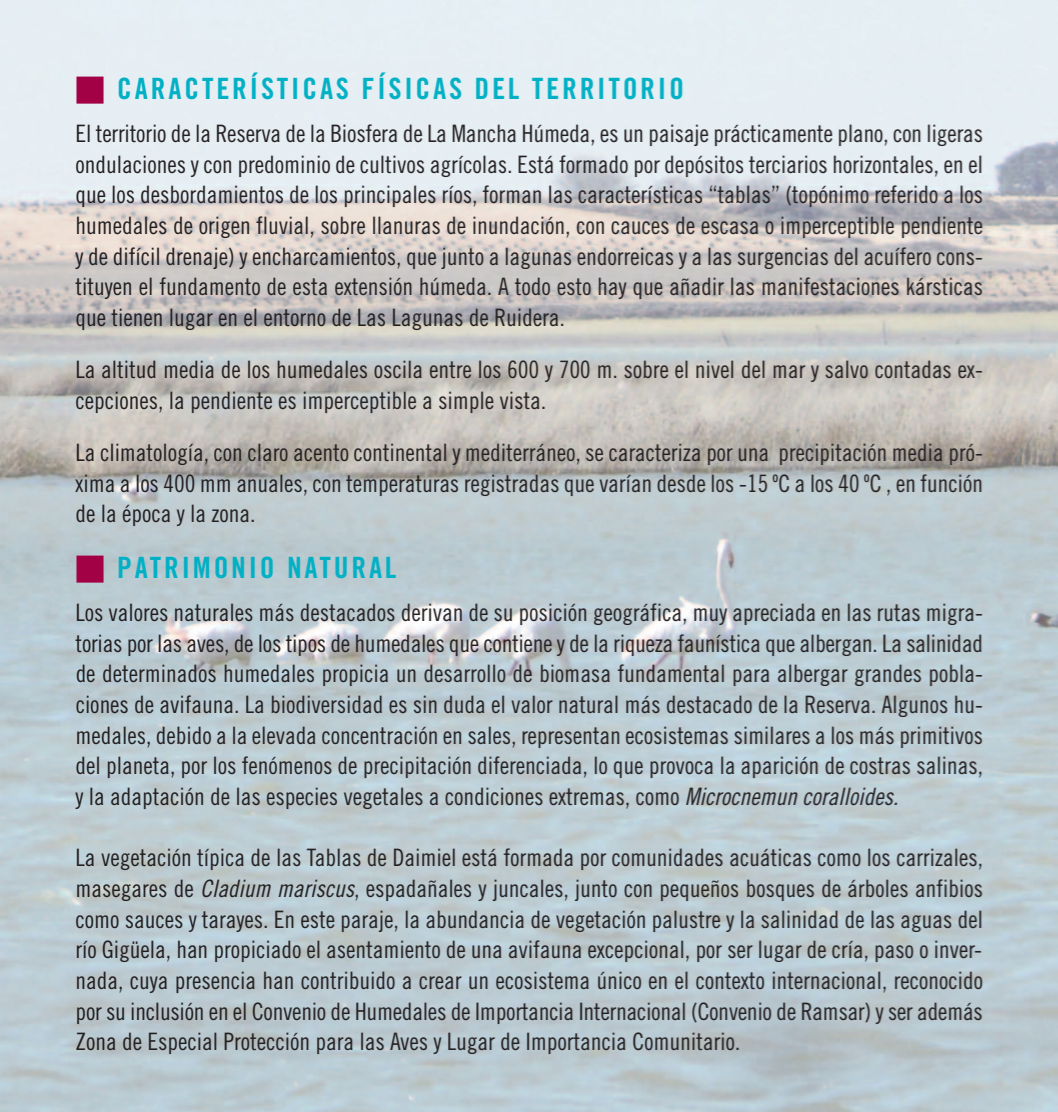 CARACTERÍSTICAS FÍSICAS DEL TERRITORIO
El territorio de la Reserva de la Biosfera de La Mancha Húmeda, es un paisaje prácticamente plano, con ligeras
ondulaciones y con predominio de cultivos agrícolas. Está formado por depósitos terciarios horizontales, en el
que los desbordamientos de los principales ríos, forman las características “tablas” (topónimo referido a los
humedales de origen fluvial, sobre llanuras de inundación, con cauces de escasa o imperceptible pendiente
y de difícil drenaje) y encharcamientos, que junto a lagunas endorreicas y a las surgencias del acuífero cons-
tituyen el fundamento de esta extensión húmeda. A todo esto hay que añadir las manifestaciones kársticas
que tienen lugar en el entorno de Las Lagunas de Ruidera.
La altitud media de los humedales oscila entre los 600 y 700 m. sobre el nivel del mar y salvo contadas ex-
cepciones, la pendiente es imperceptible a simple vista.
La climatología, con claro acento continental y mediterráneo, se caracteriza por una precipitación media pró-
xima a los 400 mm anuales, con temperaturas registradas que varían desde los -15 ºC a los 40 ºC , en función
de la época y la zona.
PATRIMONIO NATURAL
Los valores naturales más destacados derivan de su posición geográfica, muy apreciada en las rutas migra-
torias por las aves, de los tipos de humedales que contiene y de la riqueza faunística que albergan. La salinidad
de determinados humedales propicia un desarrollo de biomasa fundamental para albergar grandes pobla-
ciones de avifauna. La biodiversidad es sin duda el valor natural más destacado de la Reserva. Algunos hu-
medales, debido a la elevada concentración en sales, representan ecosistemas similares a los más primitivos
del planeta, por los fenómenos de precipitación diferenciada, lo que provoca la aparición de costras salinas,
y la adaptación de las especies vegetales a condiciones extremas, como Microcnemun coralloides.
La vegetación típica de las Tablas de Daimiel está formada por comunidades acuáticas como los carrizales,
masegares de Cladium mariscus, espadañales y juncales, junto con pequeños bosques de árboles anfibios
como sauces y tarayes. En este paraje, la abundancia de vegetación palustre y la salinidad de las aguas del
río Gigüela, han propiciado el asentamiento de una avifauna excepcional, por ser lugar de cría, paso o inver-
nada, cuya presencia han contribuido a crear un ecosistema único en el contexto internacional, reconocido
por su inclusión en el Convenio de Humedales de Importancia Internacional (Convenio de Ramsar) y ser además
Zona de Especial Protección para las Aves y Lugar de Importancia Comunitario.